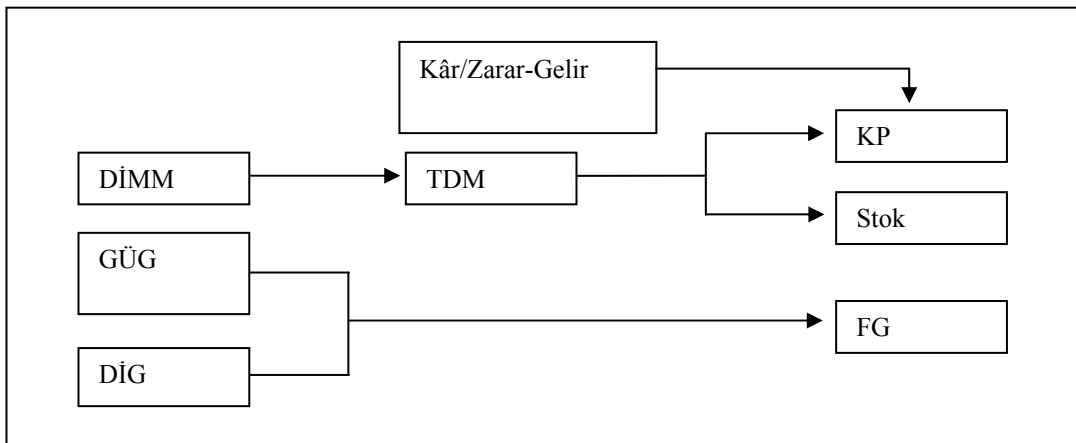 Kâr/Zarar-Gelir
KP
DİMM
TDM
Stok
GÜG
FG
DİG